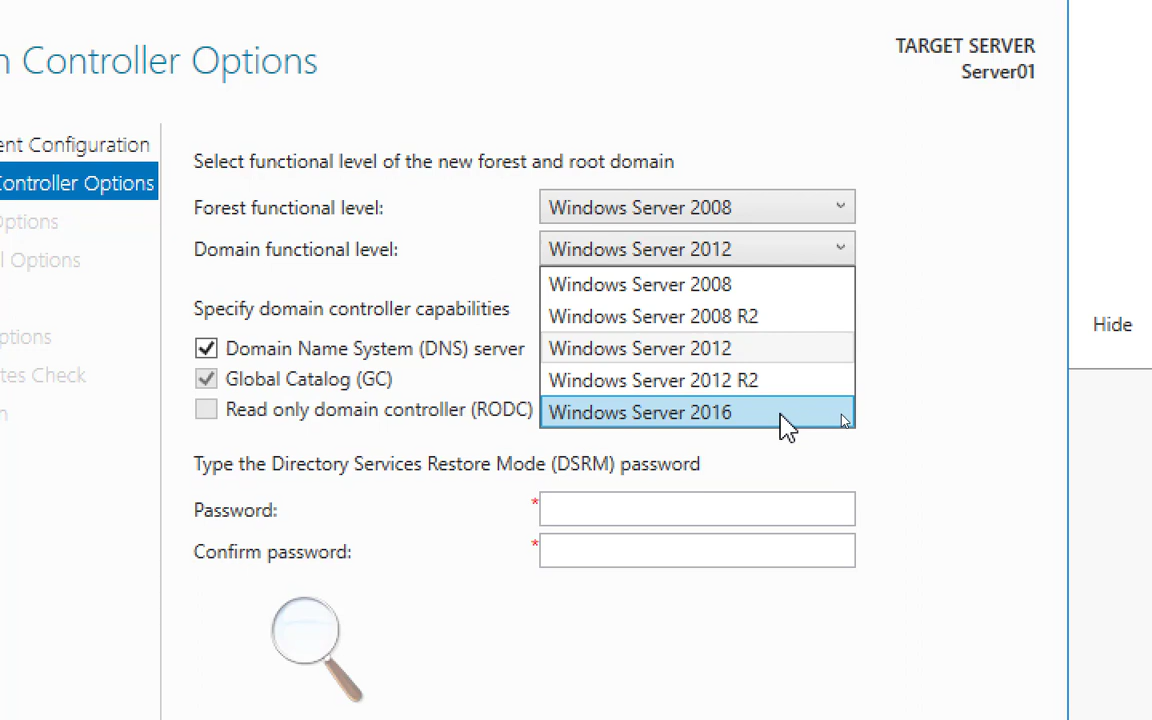 n Controller Options
TARGET SERVER
Server01
ent Configuration
Controller Options
Options
l Options
ptions
tes Check
n
Select functional level of the new forest and root domain
Forest functional level: Windows Server 2008
Domain functional level: Windows Server 2012
Windows Server 2008
Windows Server 2008 R2
Windows Server 2012
Windows Server 2012 R2
Windows Server 2016
Specify domain controller capabilities
Domain Name System (DNS) server
Global Catalog (GC)
Read only domain controller (RODC)
Type the Directory Services Restore Mode (DSRM) password
Password: *
Confirm password: *
Hide